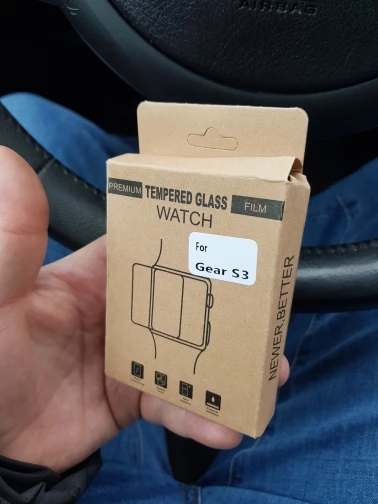 AIRBAG
PREMIUM TEMPERED GLASS FILM
WATCH
For
Gear S3
NEWER.BETTER